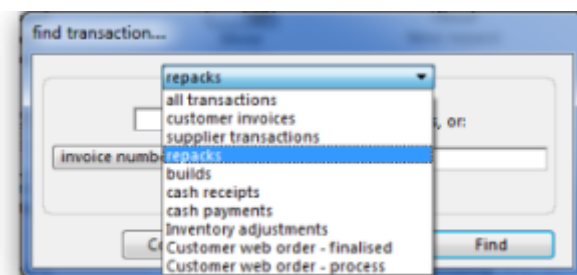 find transaction...
repacks
all transactions
customer invoices
, or:
supplier transactions
invoice numb
repacks
builds
cash receipts
cash payments
Inventory adjustments
C
Find
Customer web order - finalised
Customer web order - process